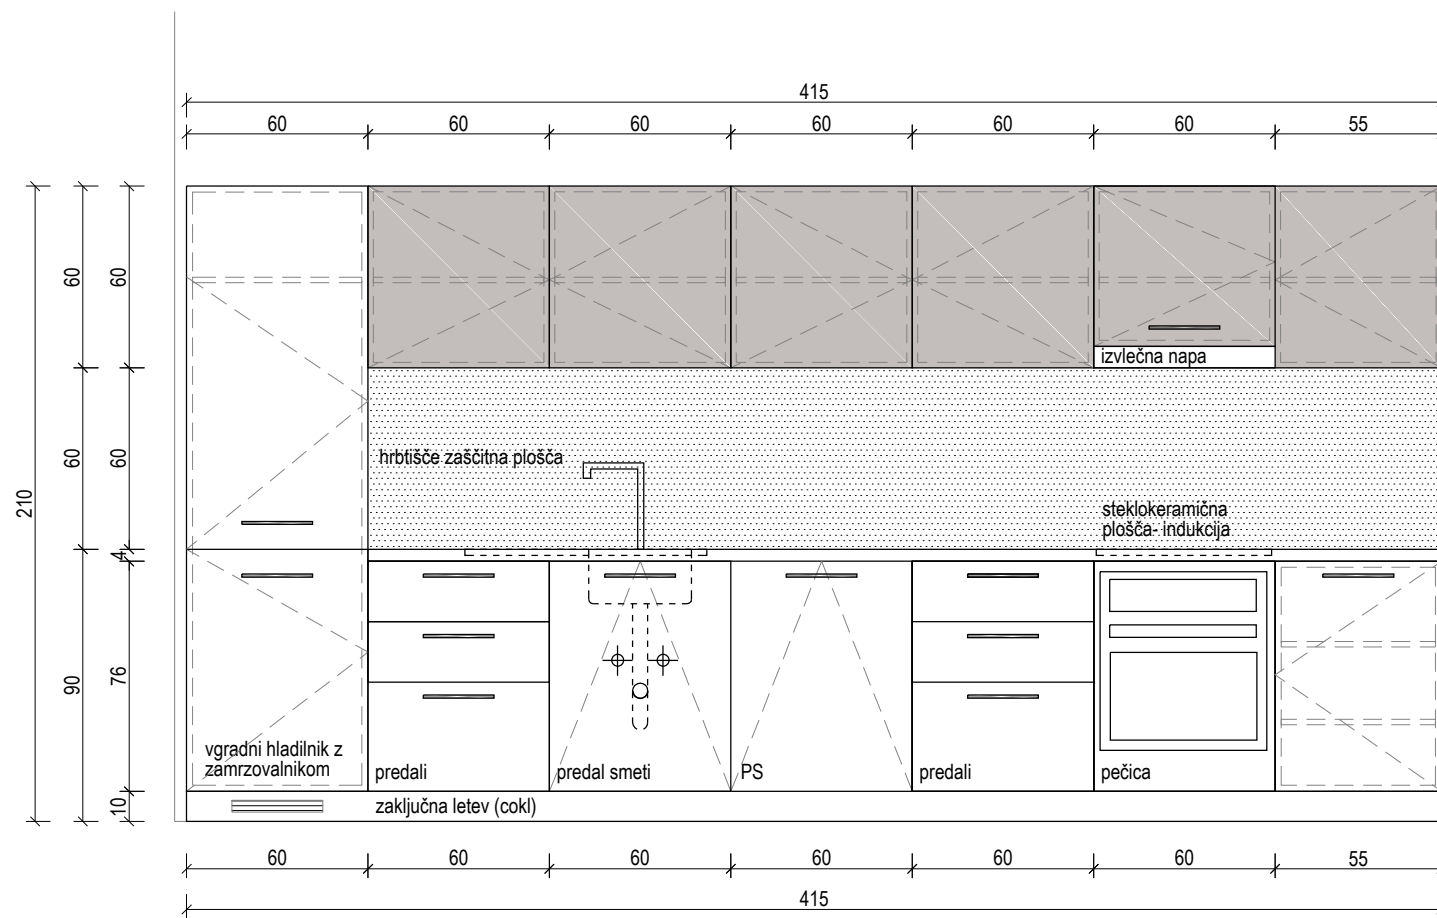 415
60 60 60 60 60 60 55
60 60
izvlečna napa
hrbtišče zaščitna plošča
60 60
210
steklokeramična
plošča- indukcija
4
90 76
vgradni hladilnik z
zamrzovalnikom
predali predal smeti PS predali pečica
10
zaključna letev (cokl)
60 60 60 60 60 60 55
415